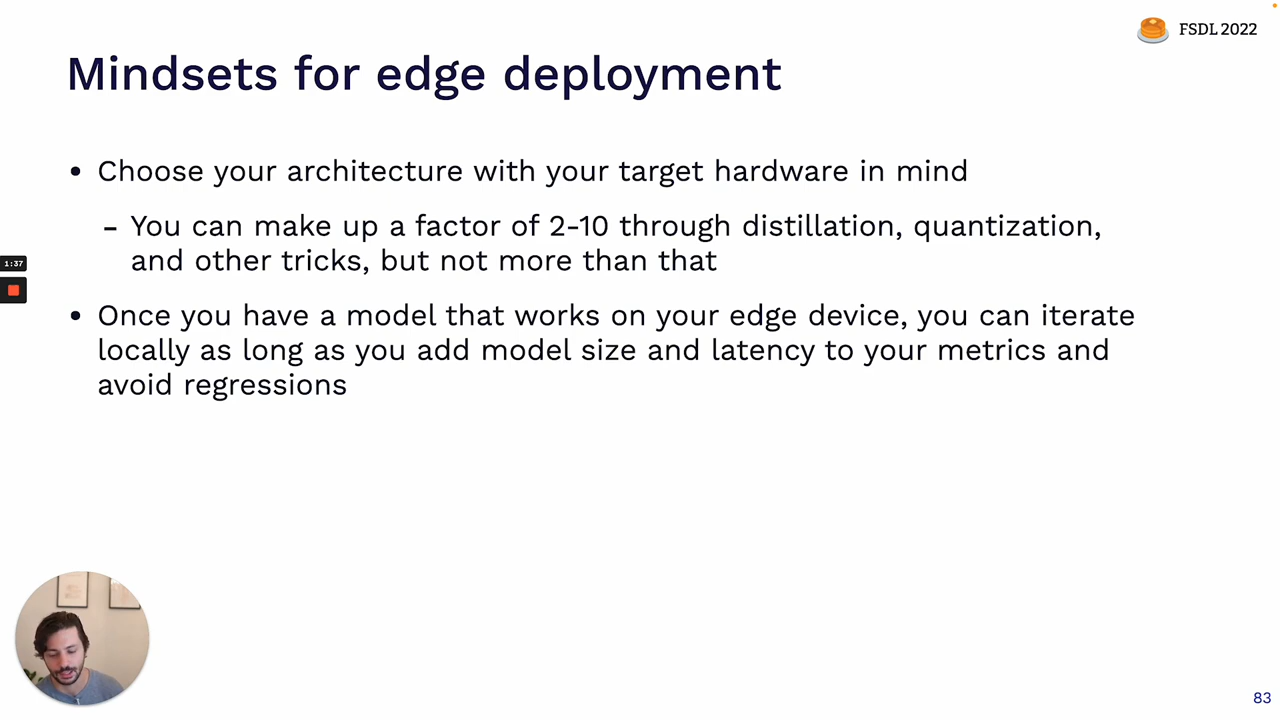 FSDL 2022
Mindsets for edge deployment
• Choose your architecture with your target hardware in mind
– You can make up a factor of 2-10 through distillation, quantization,
and other tricks, but not more than that
1:37
• Once you have a model that works on your edge device, you can iterate
locally as long as you add model size and latency to your metrics and
avoid regressions
83